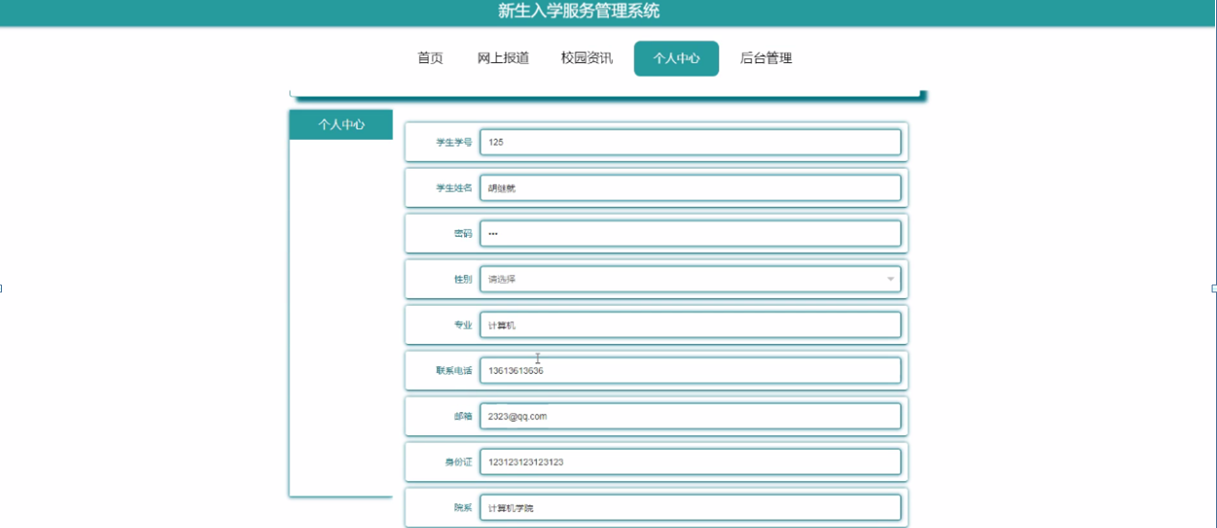 新生入学服务管理系统
首页 网上报道 校园资讯 个人中心 后台管理
个人中心
学生学号 125
学生姓名 胡继就
密码 •••
性别 请选择
专业 计算机
联系电话 13613613636
邮箱 2323@qq.com
身份证 123123123123123
院系 计算机学院